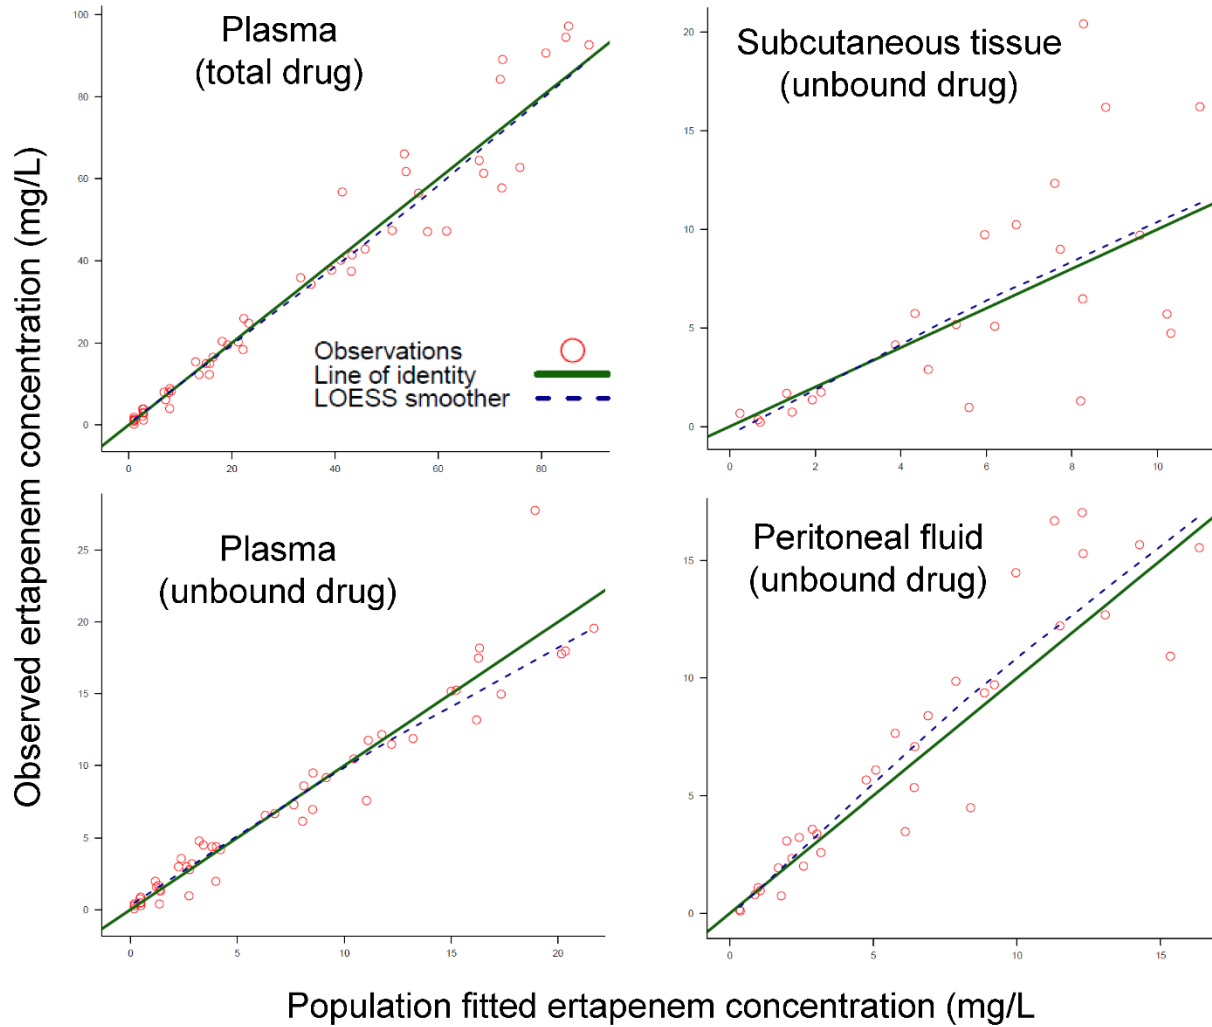 Observed ertapenem concentration (mg/L)
Plasma
(total drug)
100
80
60
40
20
0
0 20 40 60 80
Observations
Line of identity
LOESS smoother
Subcutaneous tissue
(unbound drug)
20
15
10
5
0
0 2 4 6 8 10
Plasma
(unbound drug)
25
20
15
10
5
0
0 5 10 15 20
Peritoneal fluid
(unbound drug)
15
10
5
0
0 5 10 15
Population fitted ertapenem concentration (mg/L